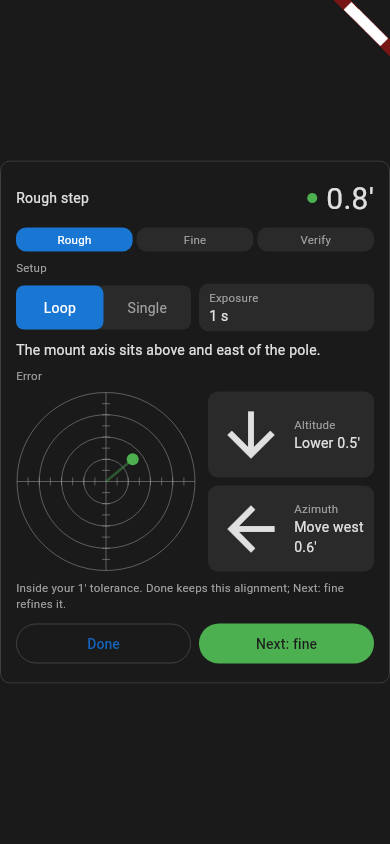 Rough step
0.8'
Rough
Fine
Verify
Setup
Loop
Single
Exposure
1 s
The mount axis sits above and east of the pole.
Error
Altitude
Lower 0.5'
Azimuth
Move west
0.6'
Inside your 1' tolerance. Done keeps this alignment; Next: fine
refines it.
Done
Next: fine